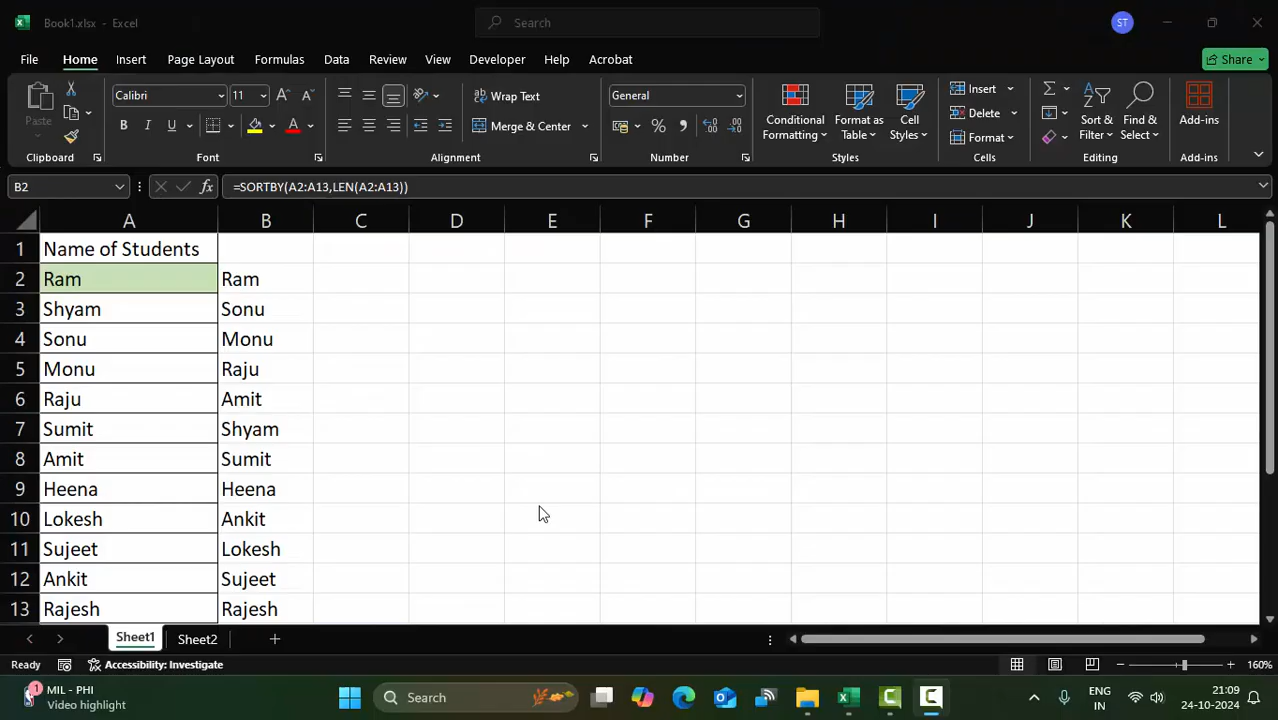 Book1.xlsx - Excel
Search
ST
File Home Insert Page Layout Formulas Data Review View Developer Help Acrobat
Share
Paste
Clipboard
Calibri 11
B I U
Font
Wrap Text
Merge & Center
Alignment
General
Number
Conditional Formatting
Format as Table
Cell Styles
Styles
Insert
Delete
Format
Cells
Sort & Filter
Find & Select
Editing
Add-ins
Add-ins
B2
fx
=SORTBY(A2:A13,LEN(A2:A13))
A B C D E F G H I J K L
1 Name of Students
2 Ram Ram
3 Shyam Sonu
4 Sonu Monu
5 Monu Raju
6 Raju Amit
7 Sumit Shyam
8 Amit Sumit
9 Heena Heena
10 Lokesh Ankit
11 Sujeet Lokesh
12 Ankit Sujeet
13 Rajesh Rajesh
Sheet1 Sheet2
Ready
Accessibility: Investigate
160%
1
MIL - PHI
Video highlight
Search
ENG
IN
21:09
24-10-2024